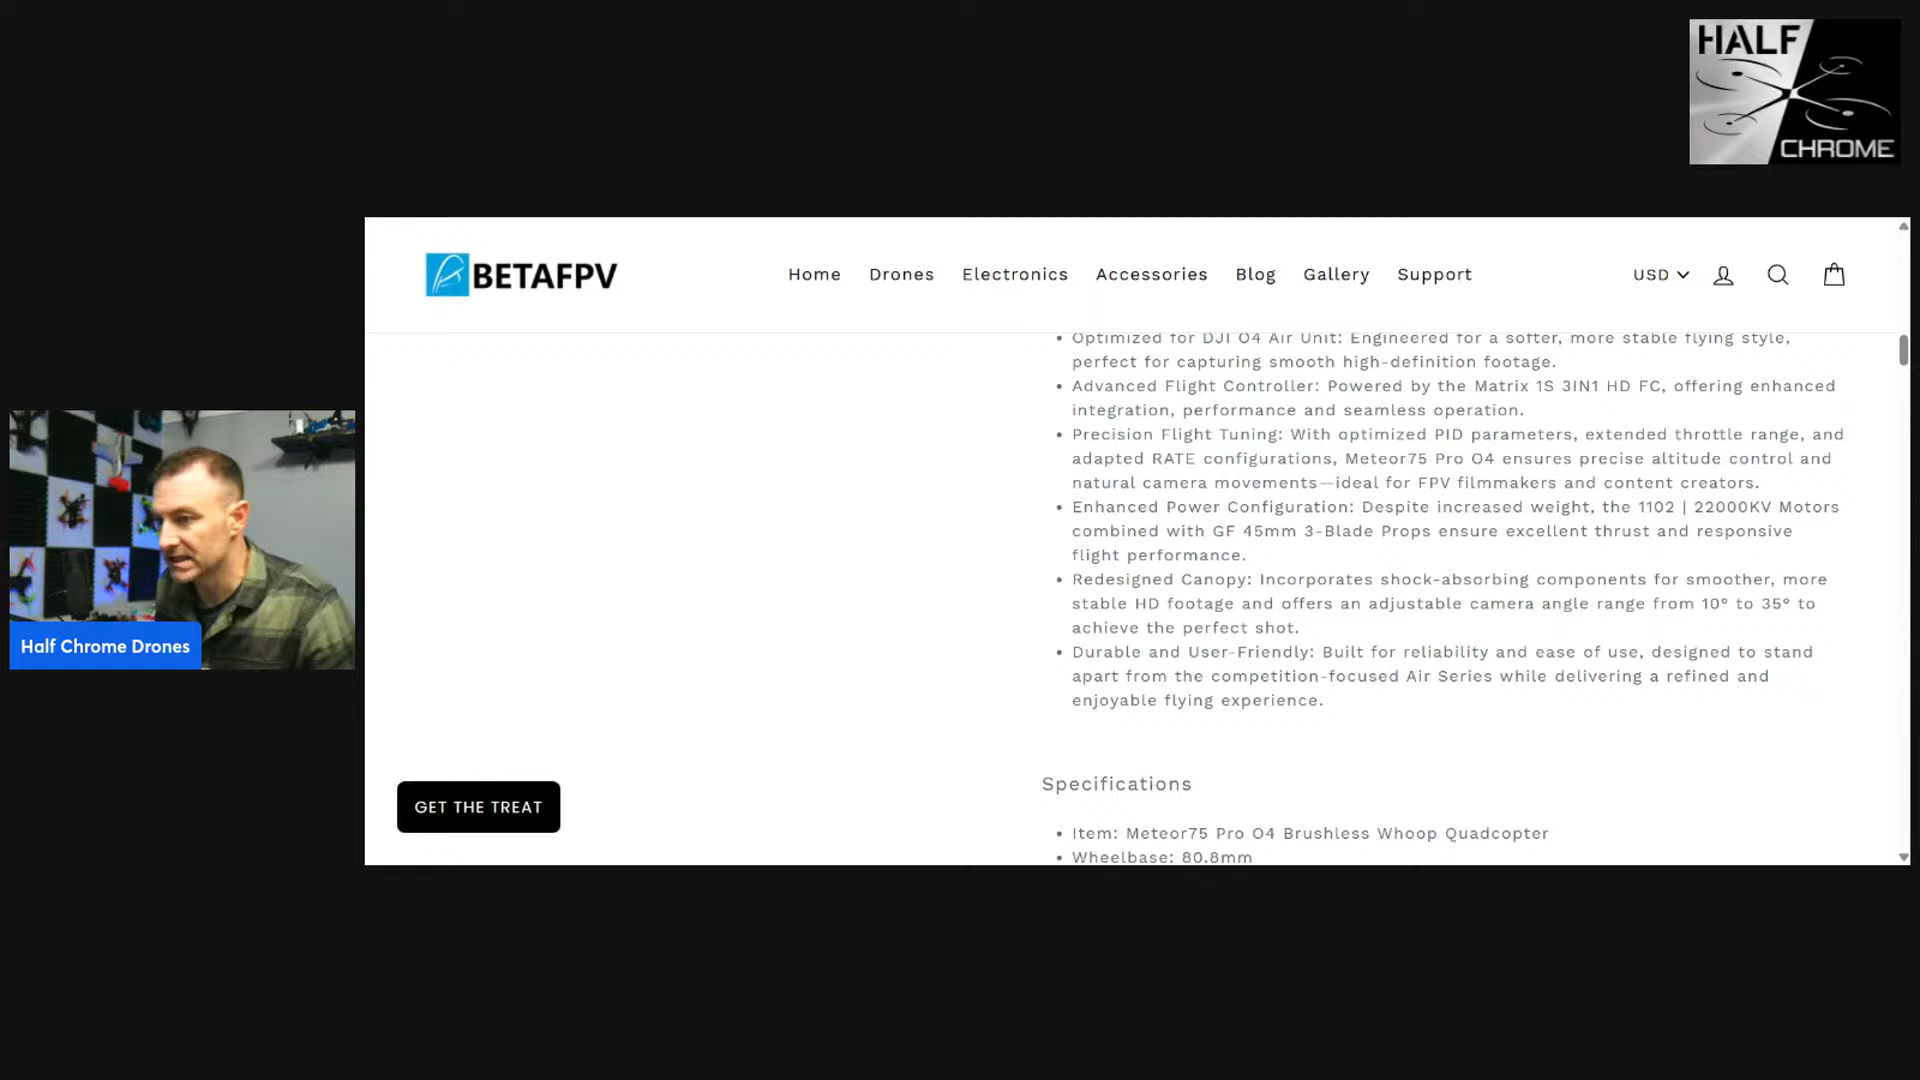 HALF
CHROME
BETAFPV
Home Drones Electronics Accessories Blog Gallery Support
USD
• Optimized for DJI O4 Air Unit: Engineered for a softer, more stable flying style,
perfect for capturing smooth high-definition footage.
• Advanced Flight Controller: Powered by the Matrix 1S 3IN1 HD FC, offering enhanced
integration, performance and seamless operation.
• Precision Flight Tuning: With optimized PID parameters, extended throttle range, and
adapted RATE configurations, Meteor75 Pro O4 ensures precise altitude control and
natural camera movements—ideal for FPV filmmakers and content creators.
• Enhanced Power Configuration: Despite increased weight, the 1102 | 22000KV Motors
combined with GF 45mm 3-Blade Props ensure excellent thrust and responsive
flight performance.
• Redesigned Canopy: Incorporates shock-absorbing components for smoother, more
stable HD footage and offers an adjustable camera angle range from 10° to 35° to
achieve the perfect shot.
• Durable and User-Friendly: Built for reliability and ease of use, designed to stand
apart from the competition-focused Air Series while delivering a refined and
enjoyable flying experience.
Half Chrome Drones
GET THE TREAT
Specifications
• Item: Meteor75 Pro O4 Brushless Whoop Quadcopter
• Wheelbase: 80.8mm